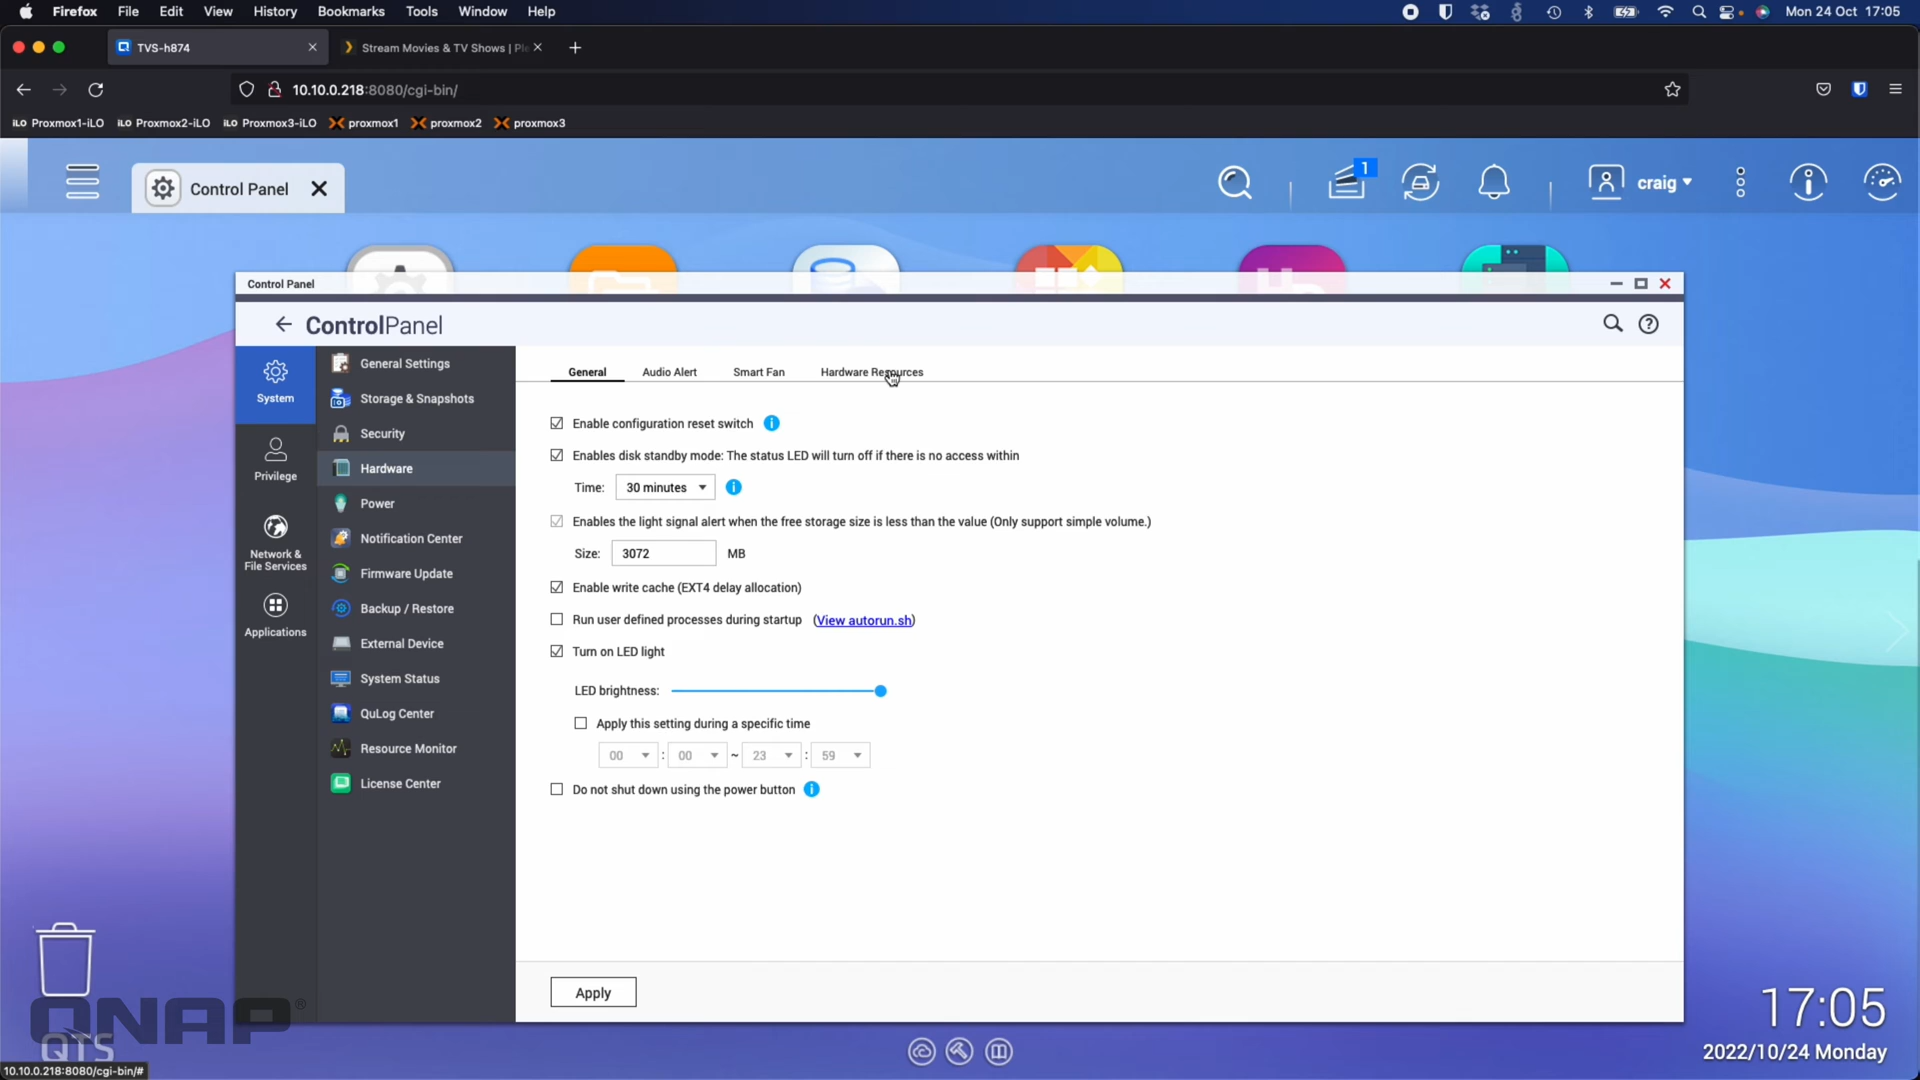 Firefox File Edit View History Bookmarks Tools Window Help Mon 24 Oct 17:05
TVS-h874 Stream Movies & TV Shows | Ple
10.10.0.218:8080/cgi-bin/
iLO Proxmox1-iLO iLO Proxmox2-iLO iLO Proxmox3-iLO proxmox1 proxmox2 proxmox3
Control Panel 1 craig
Control Panel
ControlPanel
System
Privilege
Network &
File Services
Applications
General Settings
Storage & Snapshots
Security
Hardware
Power
Notification Center
Firmware Update
Backup / Restore
External Device
System Status
QuLog Center
Resource Monitor
License Center
General Audio Alert Smart Fan Hardware Resources
Enable configuration reset switch
Enables disk standby mode: The status LED will turn off if there is no access within
Time: 30 minutes
Enables the light signal alert when the free storage size is less than the value (Only support simple volume.)
Size: 3072 MB
Enable write cache (EXT4 delay allocation)
Run user defined processes during startup (View autorun.sh)
Turn on LED light
LED brightness:
Apply this setting during a specific time
00 : 00 ~ 23 : 59
Do not shut down using the power button
Apply
QNAP®
QTS
17:05
2022/10/24 Monday
10.10.0.218:8080/cgi-bin/#